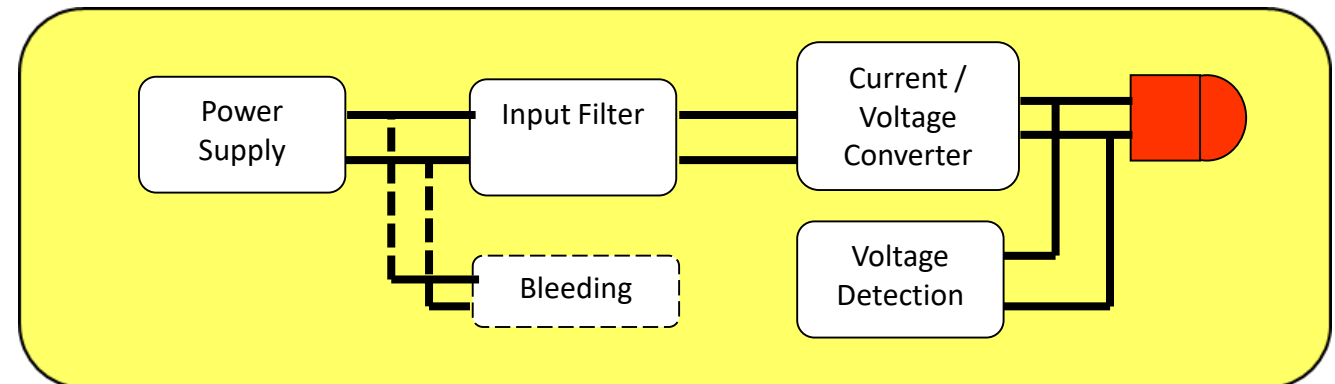 Power
Supply
Input Filter
Current /
Voltage
Converter
Bleeding
Voltage
Detection